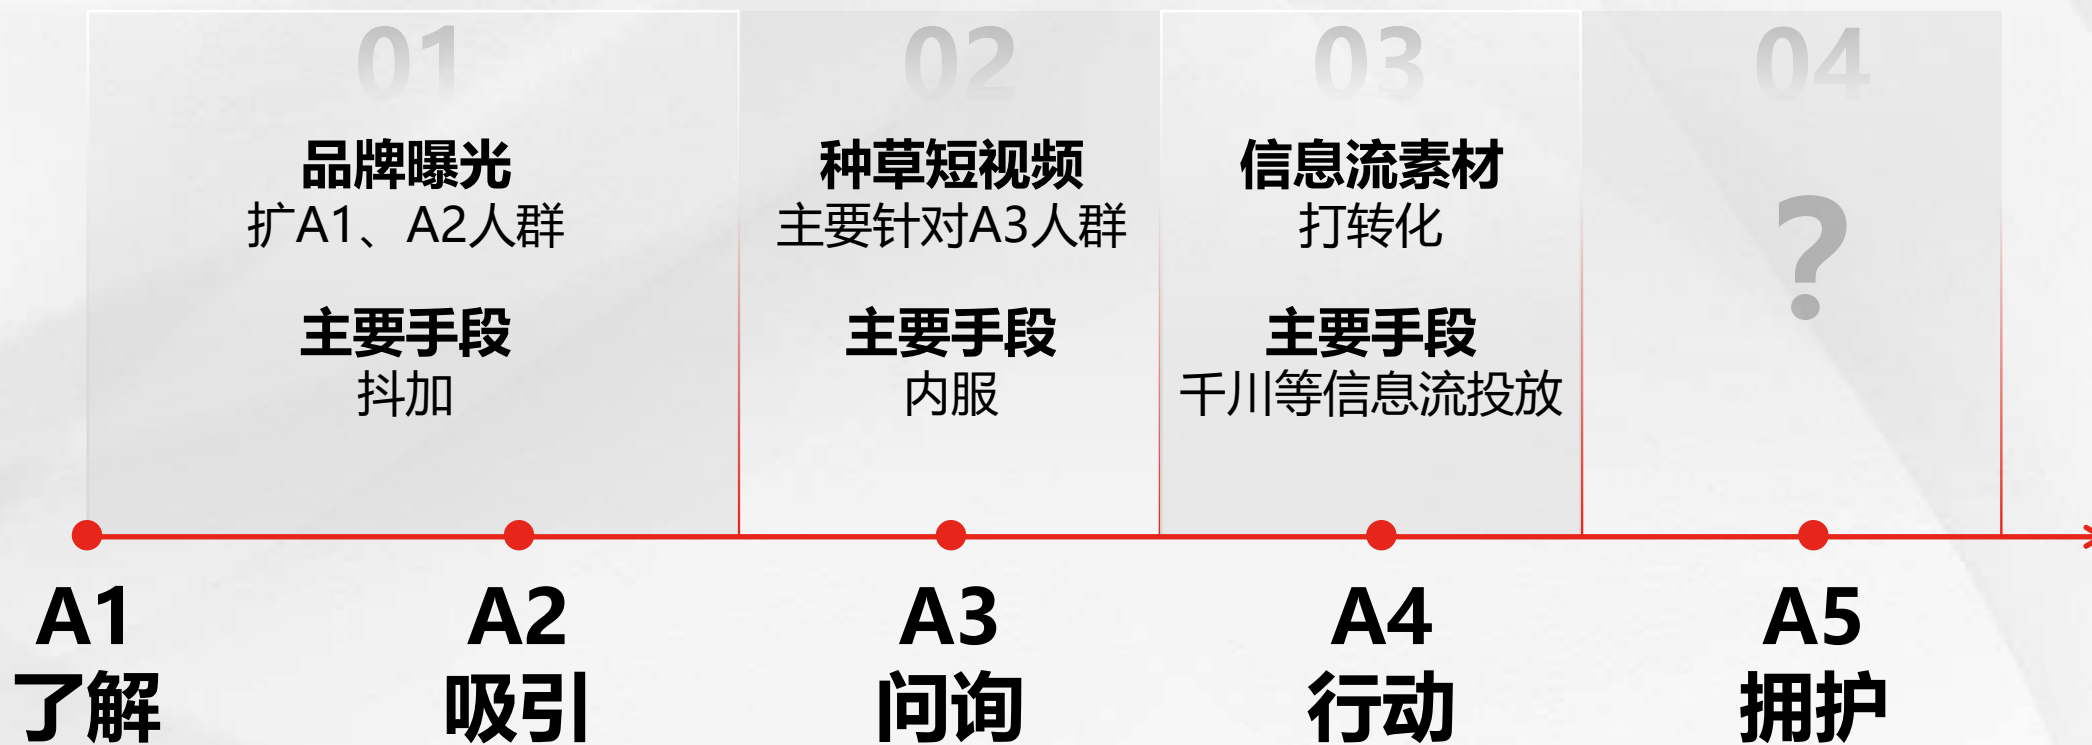 01
品牌曝光
扩A1、A2人群
主要手段
抖加
02
种草短视频
主要针对A3人群
主要手段
内服
03
信息流素材
打转化
主要手段
千川等信息流投放
04
?
A1
了解
A2
吸引
A3
问询
A4
行动
A5
拥护